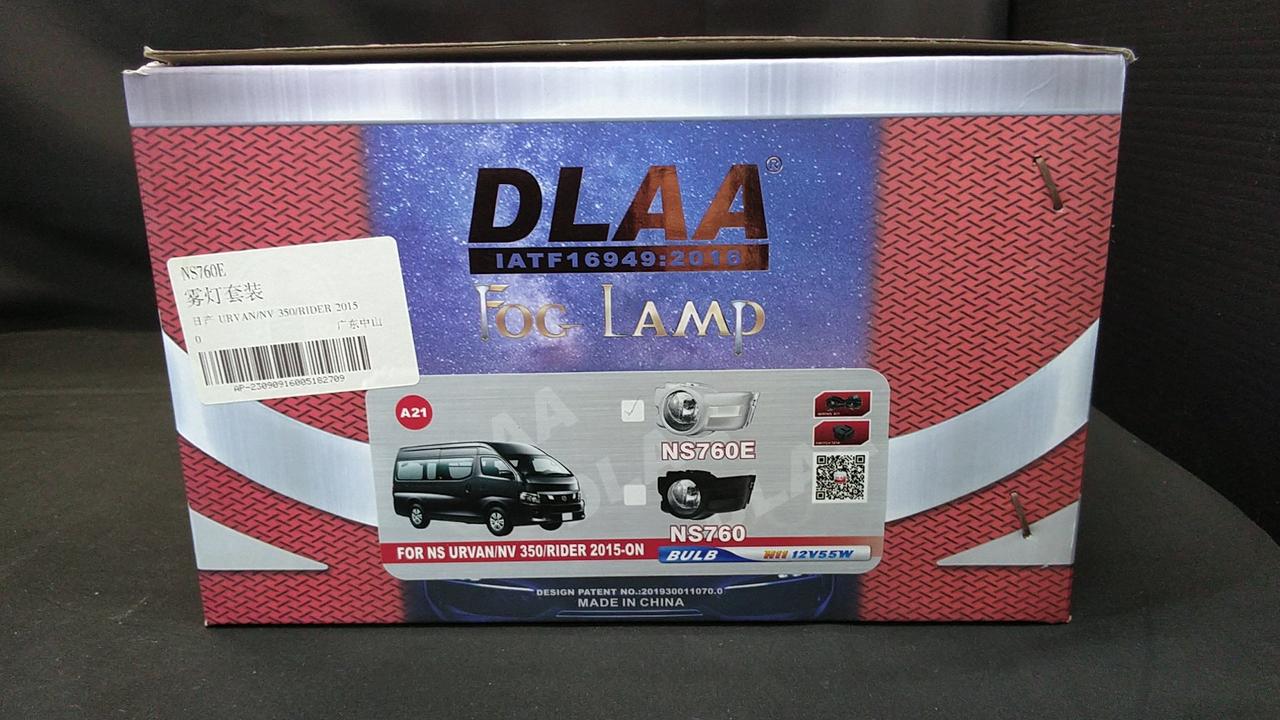 DLAA®
IATF16949:2016
FOG LAMP
NS760E
雾灯套装
日产 URVAN/NV 350/RIDER 2015
广东中山
0
AP-23090916005182709
A21
NS760E
NS760
FOR NS URVAN/NV 350/RIDER 2015-ON
BULB H11 12V55W
DESIGN PATENT NO.:201930011070.0
MADE IN CHINA